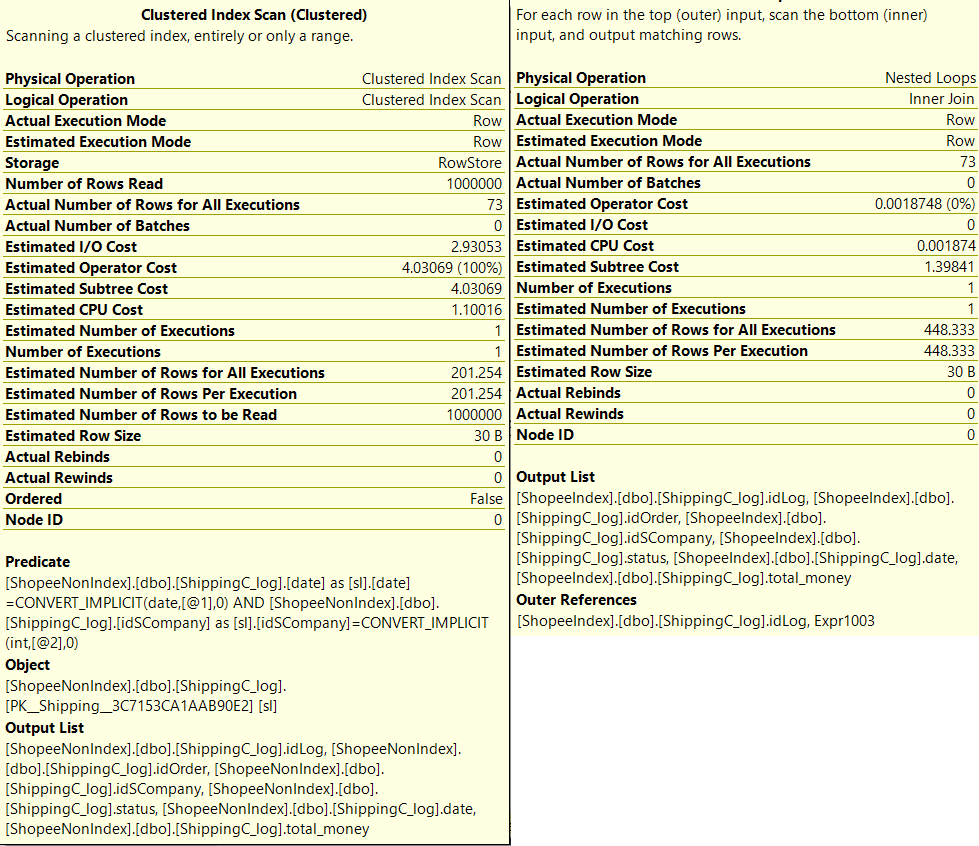 Clustered Index Scan (Clustered)
Scanning a clustered index, entirely or only a range.
Physical Operation Clustered Index Scan
Logical Operation Clustered Index Scan
Actual Execution Mode Row
Estimated Execution Mode Row
Storage RowStore
Number of Rows Read 1000000
Actual Number of Rows for All Executions 73
Actual Number of Batches 0
Estimated I/O Cost 2.93053
Estimated Operator Cost 4.03069 (100%)
Estimated Subtree Cost 4.03069
Estimated CPU Cost 1.10016
Estimated Number of Executions 1
Number of Executions 1
Estimated Number of Rows for All Executions 201.254
Estimated Number of Rows Per Execution 201.254
Estimated Number of Rows to be Read 1000000
Estimated Row Size 30 B
Actual Rebinds 0
Actual Rewinds 0
Ordered False
Node ID 0
Predicate
[ShopeeNonIndex].[dbo].[ShippingC_log].[date] as [sl].[date]
=CONVERT_IMPLICIT(date,[@1],0) AND [ShopeeNonIndex].[dbo].
[ShippingC_log].[idSCompany] as [sl].[idSCompany]=CONVERT_IMPLICIT
(int,[@2],0)
Object
[ShopeeNonIndex].[dbo].[ShippingC_log].
[PK__Shipping__3C7153CA1AAB90E2] [sl]
Output List
[ShopeeNonIndex].[dbo].[ShippingC_log].idLog, [ShopeeNonIndex].
[dbo].[ShippingC_log].idOrder, [ShopeeNonIndex].[dbo].
[ShippingC_log].idSCompany, [ShopeeNonIndex].[dbo].
[ShippingC_log].status, [ShopeeNonIndex].[dbo].[ShippingC_log].date,
[ShopeeNonIndex].[dbo].[ShippingC_log].total_money
For each row in the top (outer) input, scan the bottom (inner)
input, and output matching rows.
Physical Operation Nested Loops
Logical Operation Inner Join
Actual Execution Mode Row
Estimated Execution Mode Row
Actual Number of Rows for All Executions 73
Actual Number of Batches 0
Estimated Operator Cost 0.0018748 (0%)
Estimated I/O Cost 0
Estimated CPU Cost 0.001874
Estimated Subtree Cost 1.39841
Number of Executions 1
Estimated Number of Executions 1
Estimated Number of Rows for All Executions 448.333
Estimated Number of Rows Per Execution 448.333
Estimated Row Size 30 B
Actual Rebinds 0
Actual Rewinds 0
Node ID 0
Output List
[ShopeeIndex].[dbo].[ShippingC_log].idLog, [ShopeeIndex].[dbo].
[ShippingC_log].idOrder, [ShopeeIndex].[dbo].
[ShippingC_log].idSCompany, [ShopeeIndex].[dbo].
[ShippingC_log].status, [ShopeeIndex].[dbo].[ShippingC_log].date,
[ShopeeIndex].[dbo].[ShippingC_log].total_money
Outer References
[ShopeeIndex].[dbo].[ShippingC_log].idLog, Expr1003